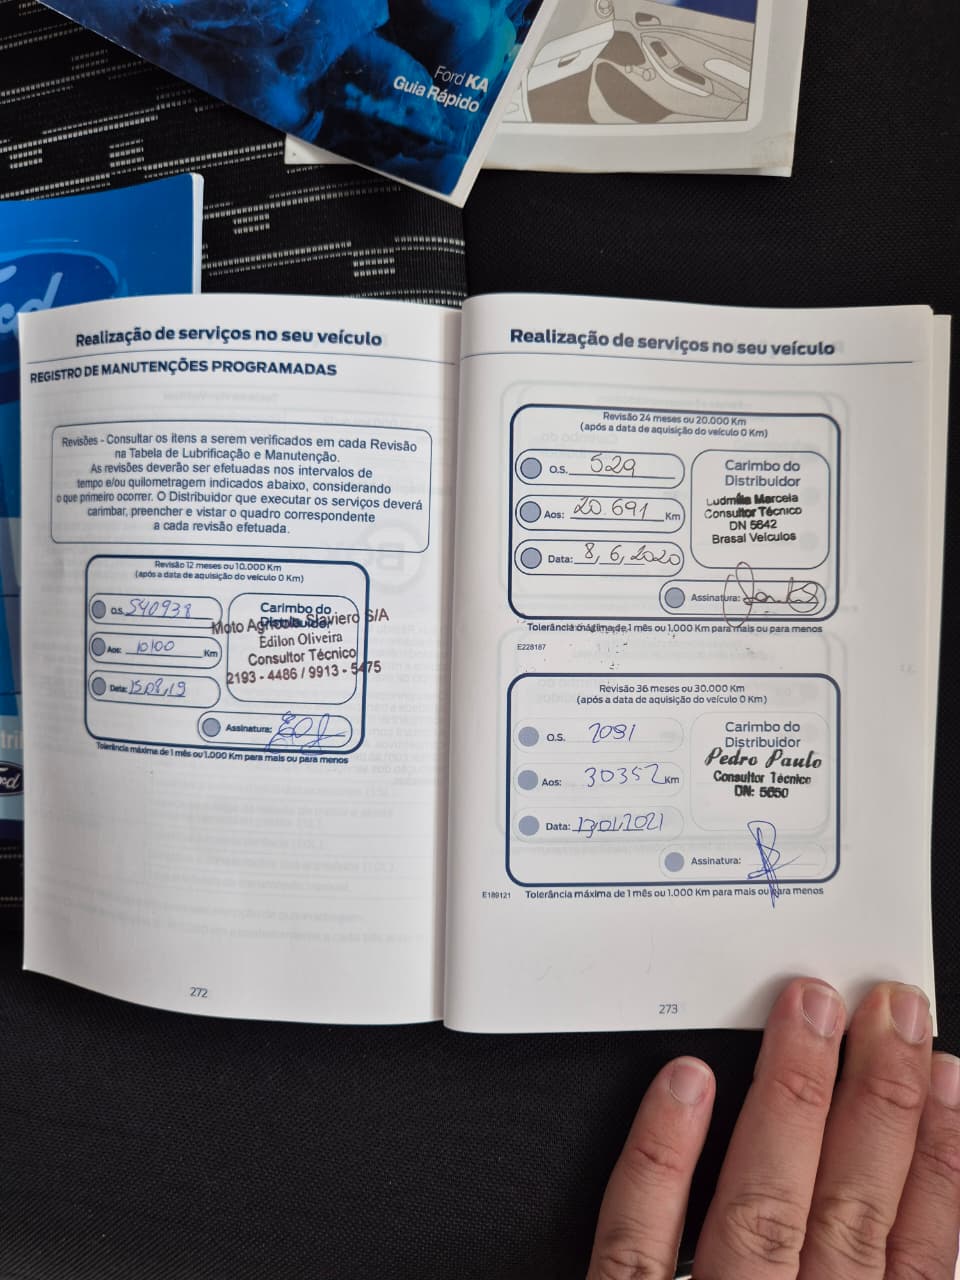 Ford KA
Guia Rápido
Realização de serviços no seu veículo
REGISTRO DE MANUTENÇÕES PROGRAMADAS
Revisões - Consultar os itens a serem verificados em cada Revisão
na Tabela de Lubrificação e Manutenção.
As revisões deverão ser efetuadas nos intervalos de
tempo e/ou quilometragem indicados abaixo, considerando
o que primeiro ocorrer. O Distribuidor que executar os serviços deverá
carimbar, preencher e vistar o quadro correspondente
a cada revisão efetuada.
Revisão 12 meses ou 10.000 Km
(após a data de aquisição do veículo 0 Km)
O.S. 540938
Aos: 10100 Km
Data: 15,08,19
Carimbo do
Distribuidor
Moto Agrícola Slaviero S/A
Edilon Oliveira
Consultor Técnico
2193 - 4486 / 9913 - 5475
Assinatura:
Tolerância máxima de 1 mês ou 1.000 Km para mais ou para menos
272
Realização de serviços no seu veículo
Revisão 24 meses ou 20.000 Km
(após a data de aquisição do veículo 0 Km)
O.S. 529
Aos: 20.691 Km
Data: 8, 6, 2020
Carimbo do
Distribuidor
Ludmilla Marcela
Consultor Técnico
DN 5642
Brasal Veículos
Assinatura:
Tolerância máxima de 1 mês ou 1.000 Km para mais ou para menos
E228187
Revisão 36 meses ou 30.000 Km
(após a data de aquisição do veículo 0 Km)
O.S. 2081
Aos: 30352 Km
Data: 13,01,2021
Carimbo do
Distribuidor
Pedro Paulo
Consultor Técnico
DN: 5650
Assinatura:
E189121
Tolerância máxima de 1 mês ou 1.000 Km para mais ou para menos
273